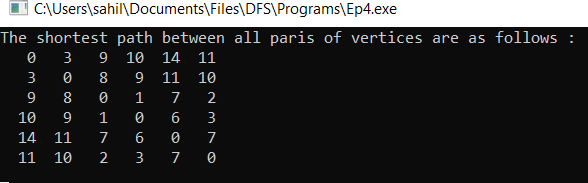 C:\Users\sahil\Documents\Files\DFS\Programs\Ep4.exe
The shortest path between all paris of vertices are as follows :
0 3 9 10 14 11
3 0 8 9 11 10
9 8 0 1 7 2
10 9 1 0 6 3
14 11 7 6 0 7
11 10 2 3 7 0